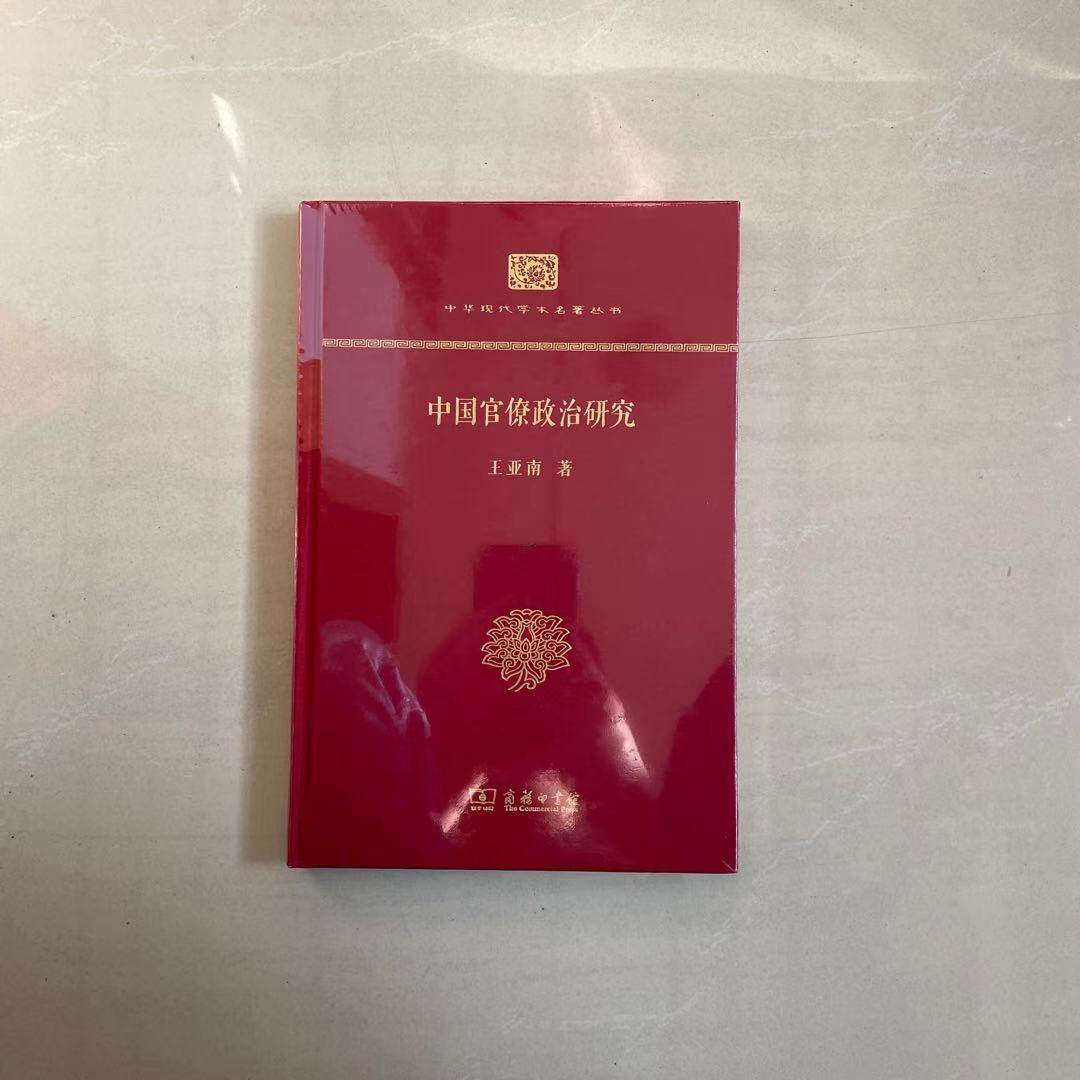 中华现代学术名著丛书
中国官僚政治研究
王亚南 著
商务印书馆
The Commercial Press